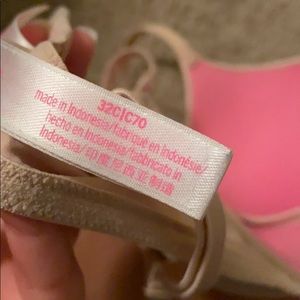 32C|C70
made in Indonesia/fabriqué en Indonésie/
hecho en Indonesia/fabbricato in
Indonesia/印度尼西亚制造